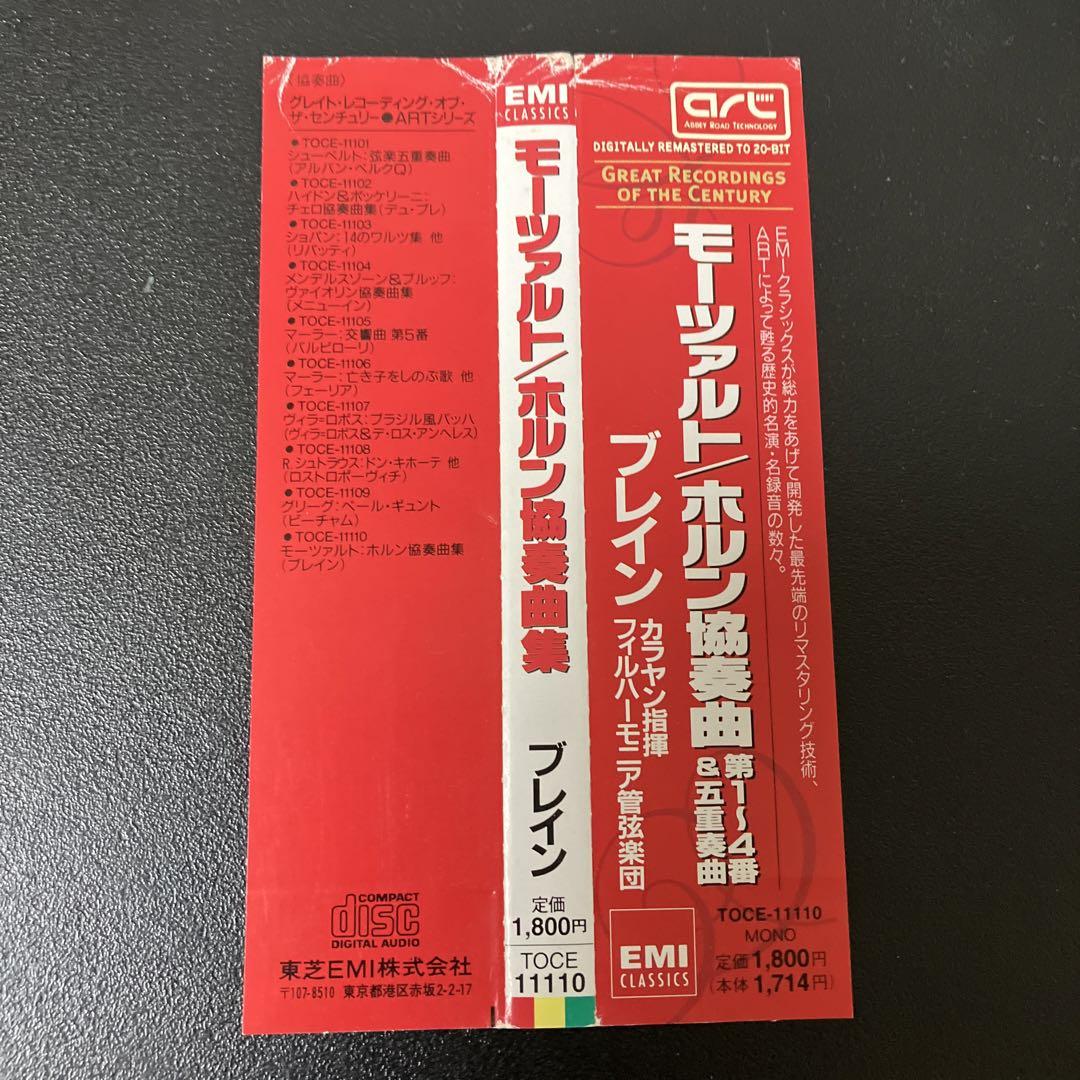 〈協奏曲〉
グレイト・レコーディング・オブ・
ザ・センチュリー●ARTシリーズ
● TOCE-11101
シューベルト:弦楽五重奏曲
(アルバン・ベルクQ)
● TOCE-11102
ハイドン&ボッケリーニ:
チェロ協奏曲集(デュ・プレ)
● TOCE-11103
ショパン:14のワルツ集 他
(リパッティ)
● TOCE-11104
メンデルスゾーン&ブルッフ:
ヴァイオリン協奏曲集
(メニューイン)
● TOCE-11105
マーラー:交響曲 第5番
(バルビローリ)
● TOCE-11106
マーラー:亡き子をしのぶ歌 他
(フェーリア)
● TOCE-11107
ヴィラ=ロボス:ブラジル風バッハ
(ヴィラ=ロボス&デ・ロス・アンヘレス)
● TOCE-11108
R.シュトラウス:ドン・キホーテ 他
(ロストロポーヴィチ)
● TOCE-11109
グリーグ:ペール・ギュント
(ビーチャム)
● TOCE-11110
モーツァルト:ホルン協奏曲集
(ブレイン)
COMPACT
disc
DIGITAL AUDIO
東芝EMI株式会社
〒107-8510 東京都港区赤坂2-2-17
EMI
CLASSICS
モーツァルト/ホルン協奏曲集
ブレイン
定価
1,800円
TOCE
11110
art
ABBEY ROAD TECHNOLOGY
DIGITALLY REMASTERED TO 20-BIT
GREAT RECORDINGS
OF THE CENTURY
EMIクラシックスが総力をあげて開発した最先端のリマスタリング技術、
ARTによって甦る歴史的名演・名録音の数々。
モーツァルト/ホルン協奏曲
第1〜4番
&五重奏曲
ブレイン
カラヤン指揮
フィルハーモニア管弦楽団
EMI
CLASSICS
TOCE-11110
MONO
定価1,800円
(本体1,714円)